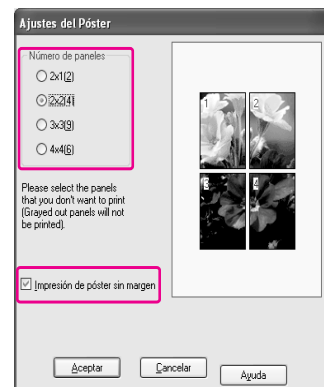 Ajustes del Póster
Número de paneles
2x1(2)
2x2(4)
3x3(9)
4x4(6)
Please select the panels
that you don't want to print
(Grayed out panels will not
be printed).
Impresión de póster sin margen
1 2
3 4
Aceptar Cancelar Ayuda